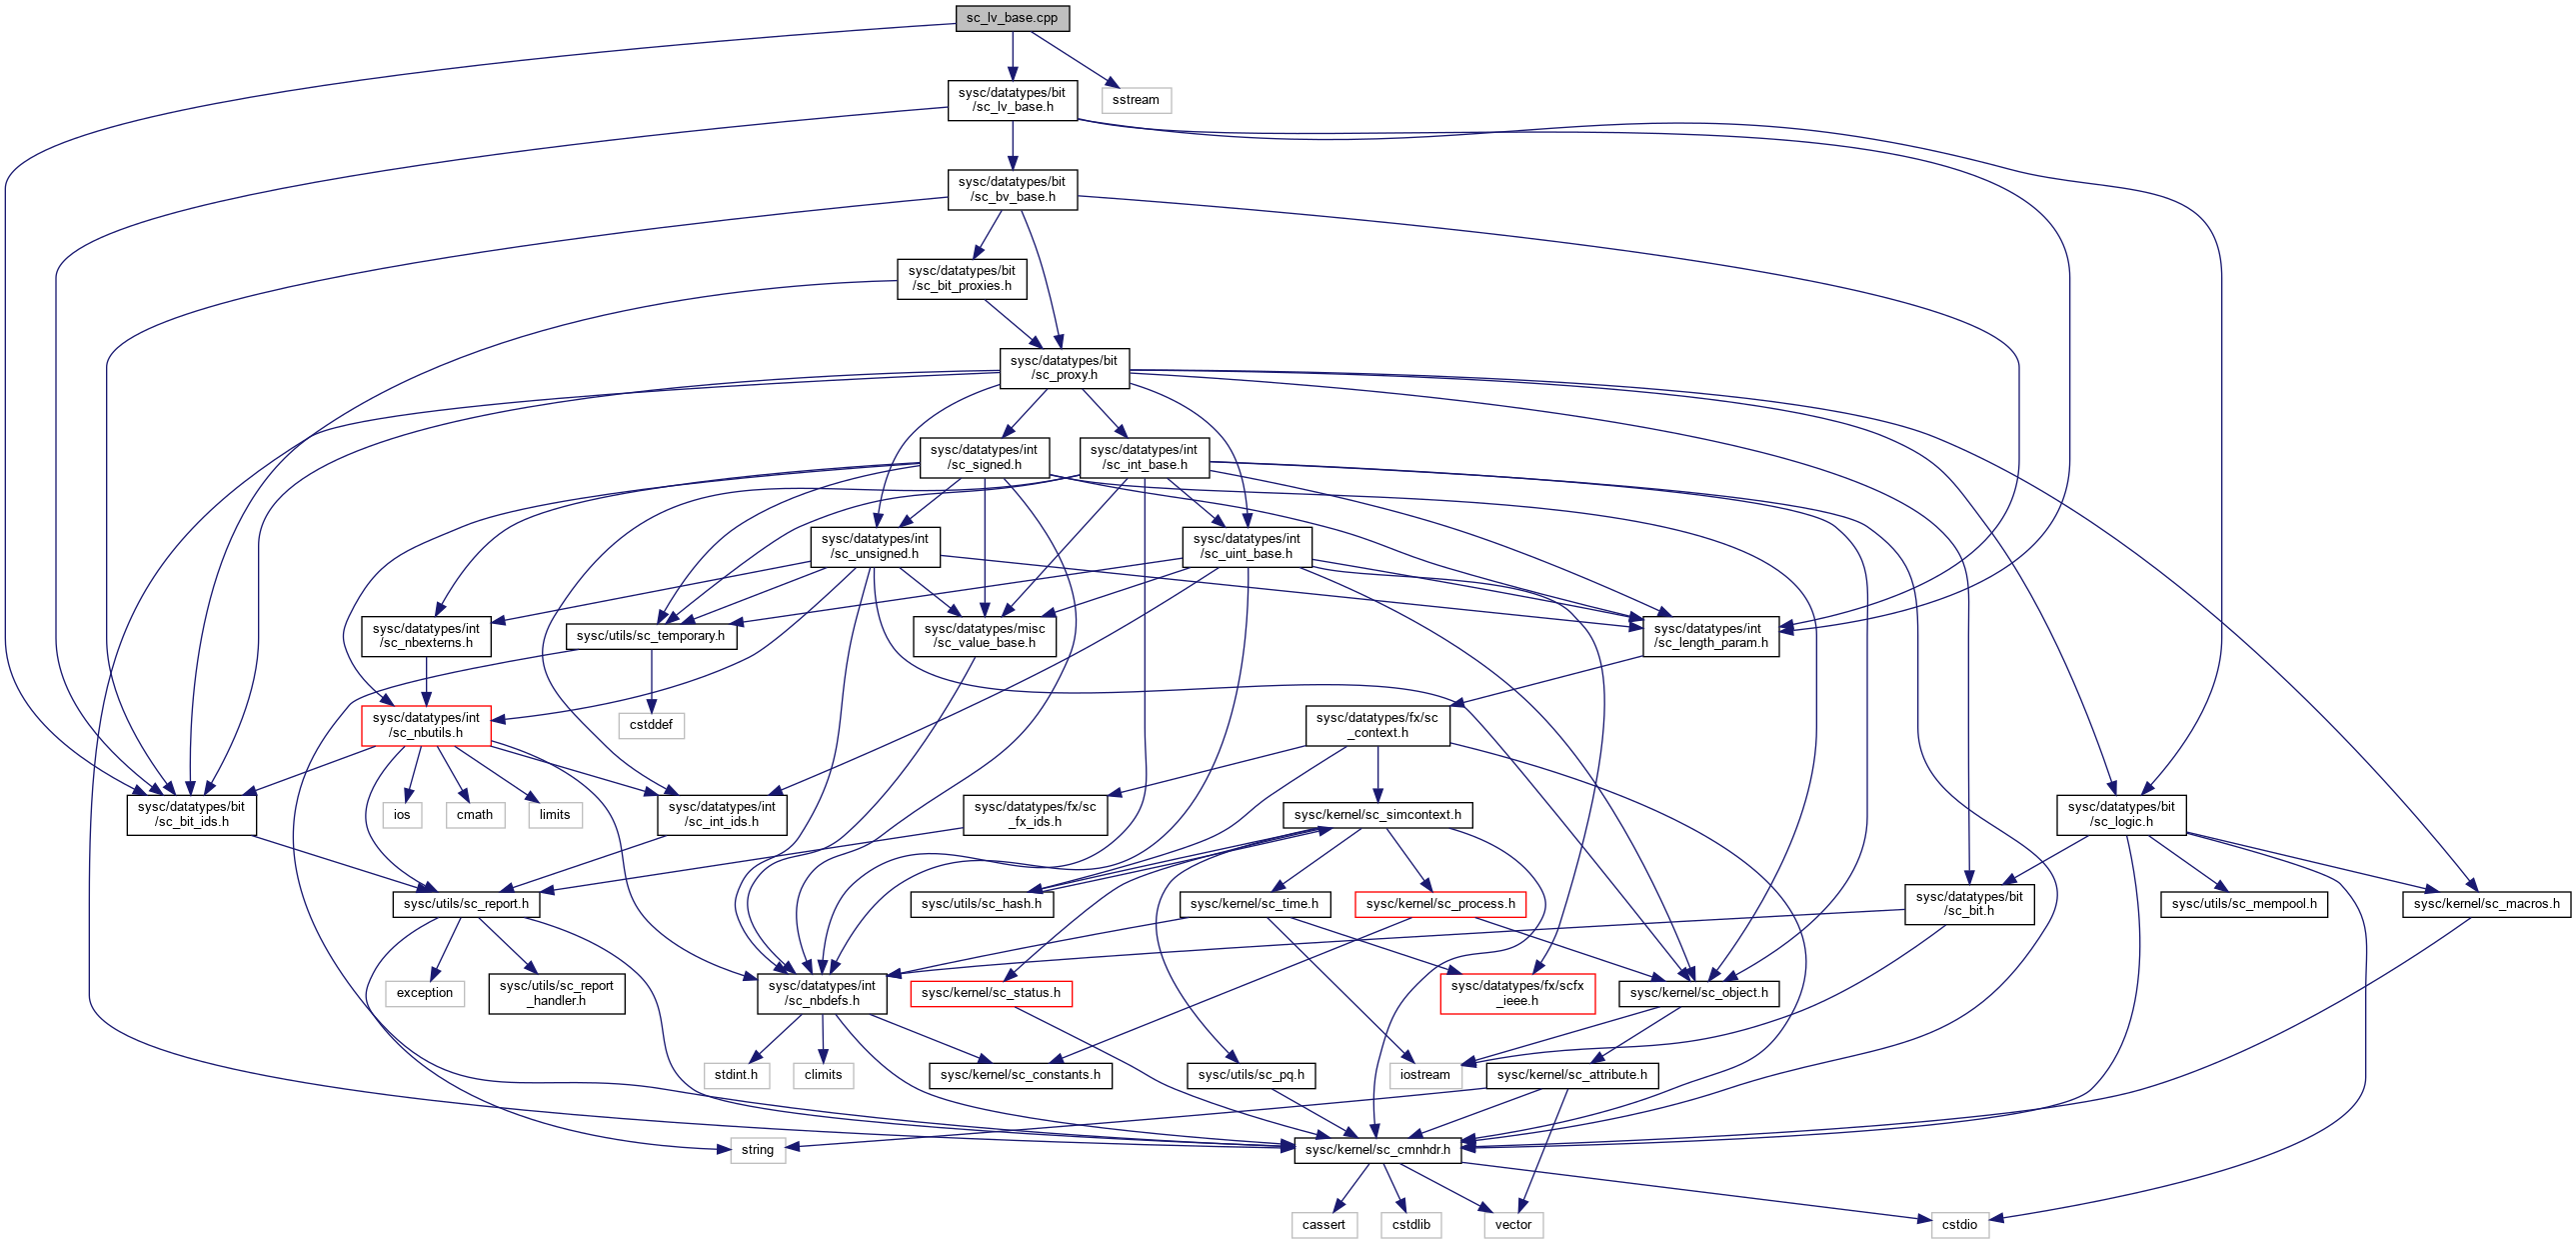 sc_lv_base.cpp
sysc/datatypes/bit
/sc_lv_base.h
sstream
sysc/datatypes/bit
/sc_bv_base.h
sysc/datatypes/bit
/sc_bit_proxies.h
sysc/datatypes/bit
/sc_proxy.h
sysc/datatypes/int
/sc_signed.h
sysc/datatypes/int
/sc_int_base.h
sysc/datatypes/int
/sc_unsigned.h
sysc/datatypes/int
/sc_uint_base.h
sysc/datatypes/int
/sc_nbexterns.h
sysc/utils/sc_temporary.h
sysc/datatypes/misc
/sc_value_base.h
sysc/datatypes/int
/sc_length_param.h
sysc/datatypes/int
/sc_nbutils.h
cstddef
sysc/datatypes/fx/sc
_context.h
sysc/datatypes/bit
/sc_bit_ids.h
ios
cmath
limits
sysc/datatypes/int
/sc_int_ids.h
sysc/datatypes/fx/sc
_fx_ids.h
sysc/kernel/sc_simcontext.h
sysc/datatypes/bit
/sc_logic.h
sysc/utils/sc_report.h
sysc/utils/sc_hash.h
sysc/kernel/sc_time.h
sysc/kernel/sc_process.h
sysc/datatypes/bit
/sc_bit.h
sysc/utils/sc_mempool.h
sysc/kernel/sc_macros.h
exception
sysc/utils/sc_report
_handler.h
sysc/datatypes/int
/sc_nbdefs.h
sysc/kernel/sc_status.h
sysc/datatypes/fx/scfx
_ieee.h
sysc/kernel/sc_object.h
stdint.h
climits
sysc/kernel/sc_constants.h
sysc/utils/sc_pq.h
iostream
sysc/kernel/sc_attribute.h
string
sysc/kernel/sc_cmnhdr.h
cassert
cstdlib
vector
cstdio